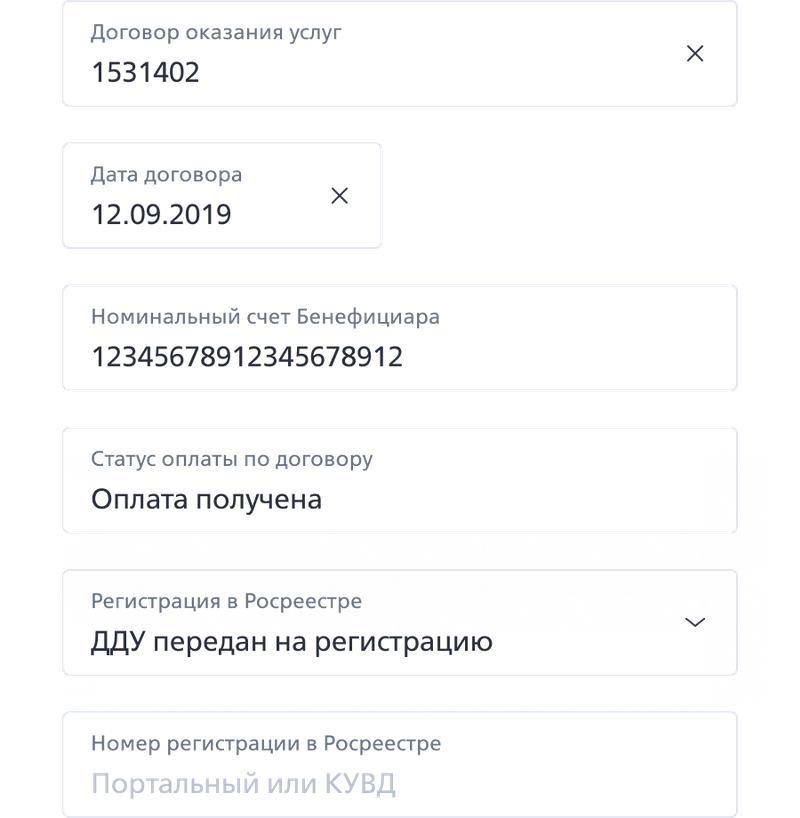 Договор оказания услуг
1531402
Дата договора
12.09.2019
Номинальный счет Бенефициара
12345678912345678912
Статус оплаты по договору
Оплата получена
Регистрация в Росреестре
ДДУ передан на регистрацию
Номер регистрации в Росреестре
Портальный или КУВД